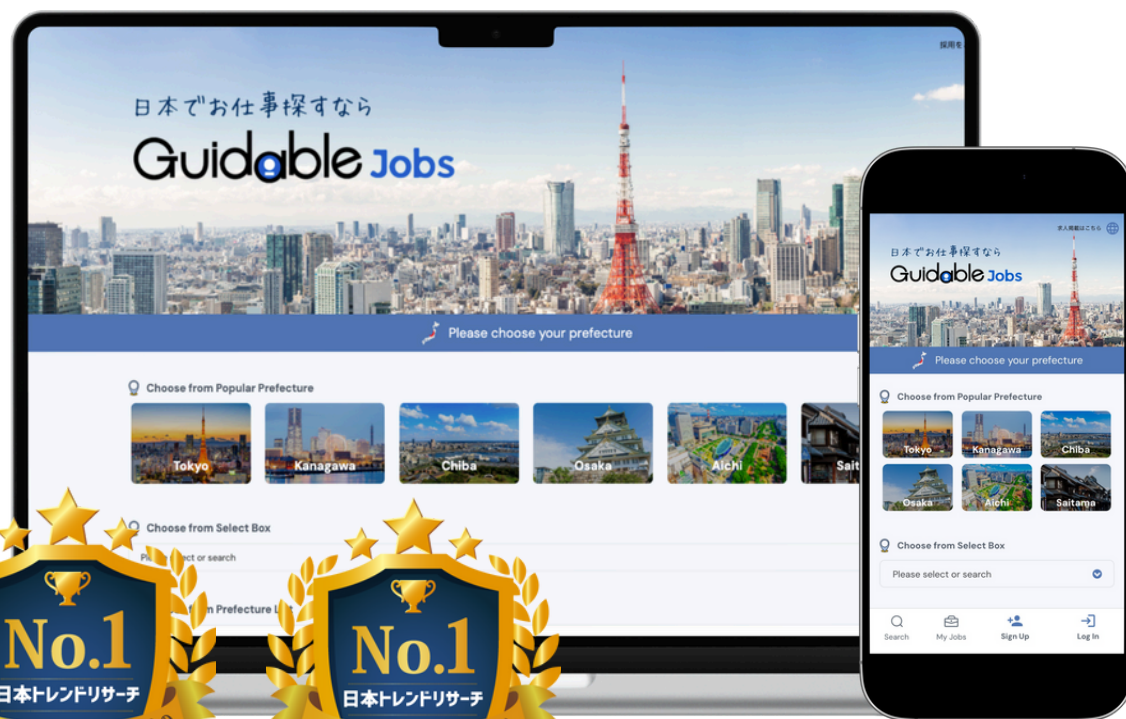 採用を
日本でお仕事探すなら
Guidable Jobs
Please choose your prefecture
Choose from Popular Prefecture
Tokyo
Kanagawa
Chiba
Osaka
Aichi
Sait
Choose from Select Box
ect or search
m Prefecture L
No.1
日本トレンドリサーチ
No.1
日本トレンドリサーチ
求人掲載はこちら
日本でお仕事探すなら
Guidable Jobs
Please choose your prefecture
Choose from Popular Prefecture
Tokyo
Kanagawa
Chiba
Osaka
Aichi
Saitama
Choose from Select Box
Please select or search
Search
My Jobs
Sign Up
Log In